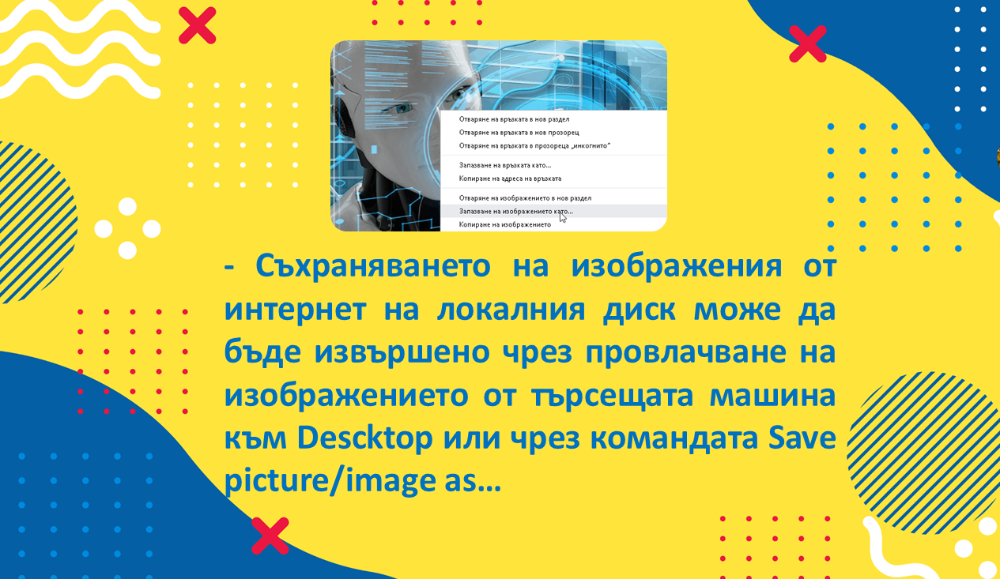 Отваряне на връзката в нов раздел
Отваряне на връзката в нов прозорец
Отваряне на връзката в прозореца „инкогнито“
Запазване на връзката като...
Копиране на адреса на връзката
Отваряне на изображението в нов раздел
Запазване на изображението като...
Копиране на изображението
- Съхраняването на изображения от
интернет на локалния диск може да
бъде извършено чрез провлачване на
изображението от търсещата машина
към Descktop или чрез командата Save
picture/image as…